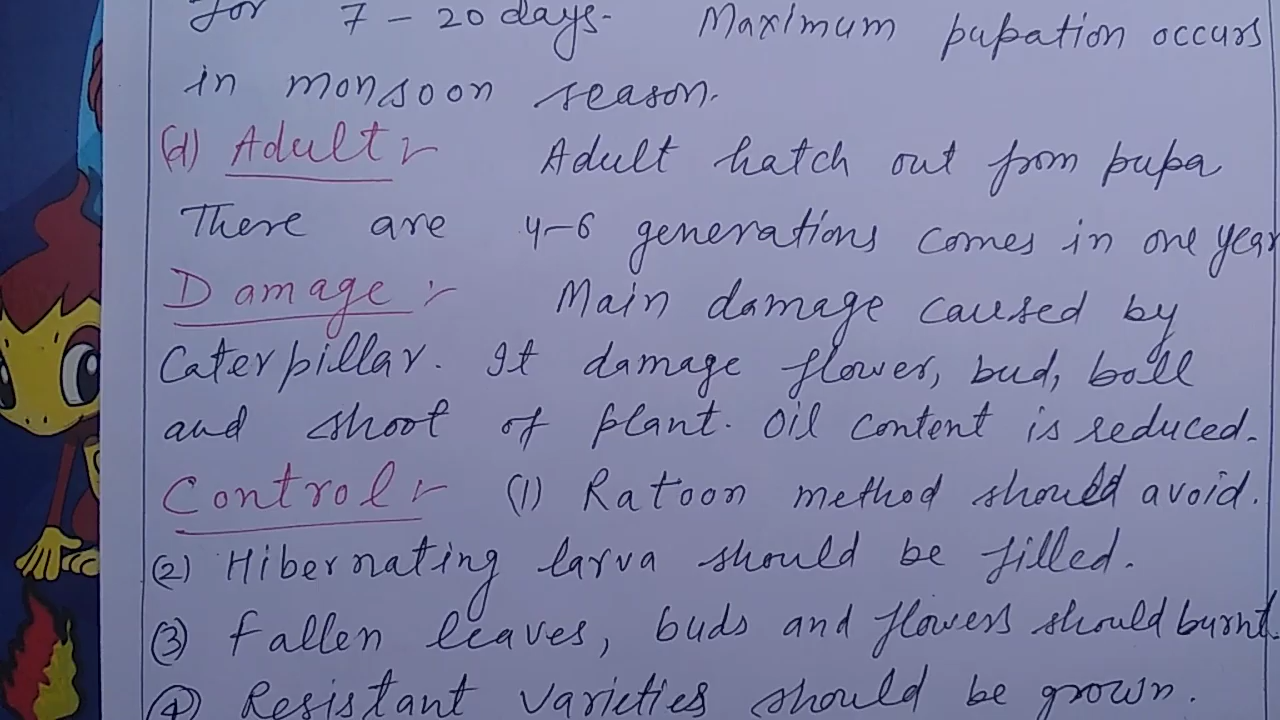 for 7 - 20 days- Maximum pupation occurs
in monsoon season.
(d) Adult :- Adult hatch out from pupa
There are 4-6 generations comes in one year
Damage :- Main damage caused by
Caterpillar. It damage flower, bud, boll
and shoot of plant. Oil content is reduced.
Control :- (1) Ratoon method should avoid.
(2) Hibernating larva should be filled.
(3) Fallen leaves, buds and flowers should burnt.
(4) Resistant varieties should be grown.